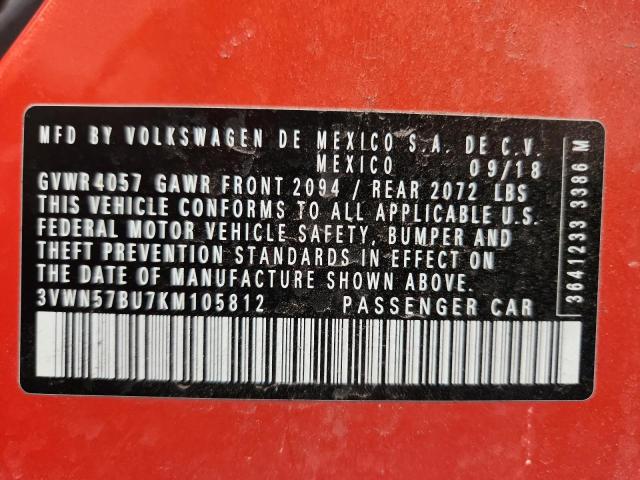 MFD BY VOLKSWAGEN DE MEXICO S.A. DE C.V.
MEXICO 09/18
GVWR 4057 GAWR FRONT 2094 / REAR 2072 LBS
THIS VEHICLE CONFORMS TO ALL APPLICABLE U.S.
FEDERAL MOTOR VEHICLE SAFETY, BUMPER AND
THEFT PREVENTION STANDARDS IN EFFECT ON
THE DATE OF MANUFACTURE SHOWN ABOVE.
3VWN57BU7KM105812 PASSENGER CAR
3641233 3386 M